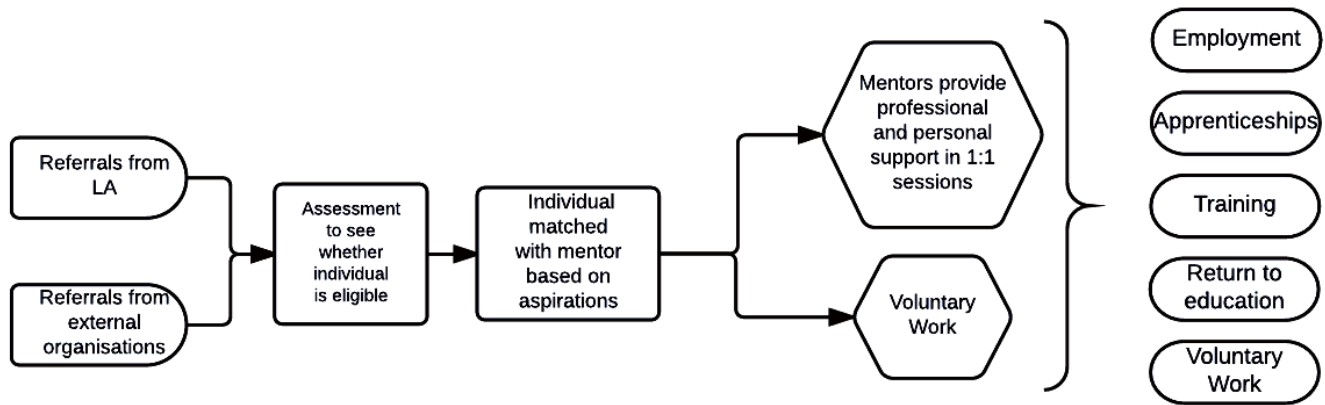 Referrals from
LA
Referrals from
external
organisations
Assessment
to see
whether
individual
is eligible
Individual
matched
with mentor
based on
aspirations
Mentors provide
professional
and personal
support in 1:1
sessions
Voluntary
Work
Employment
Apprenticeships
Training
Return to
education
Voluntary
Work